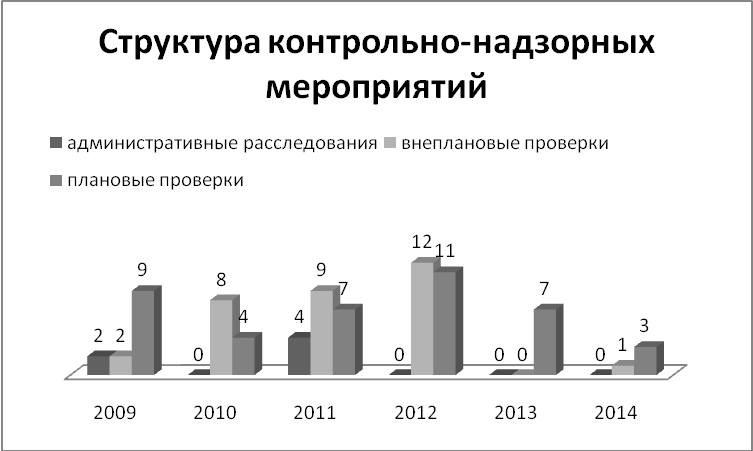 Структура контрольно-надзорных
мероприятий
административные расследования внеплановые проверки
плановые проверки
2 2 9 0 8 4 4 9 7 0 12 11 0 0 7 0 1 3
2009 2010 2011 2012 2013 2014